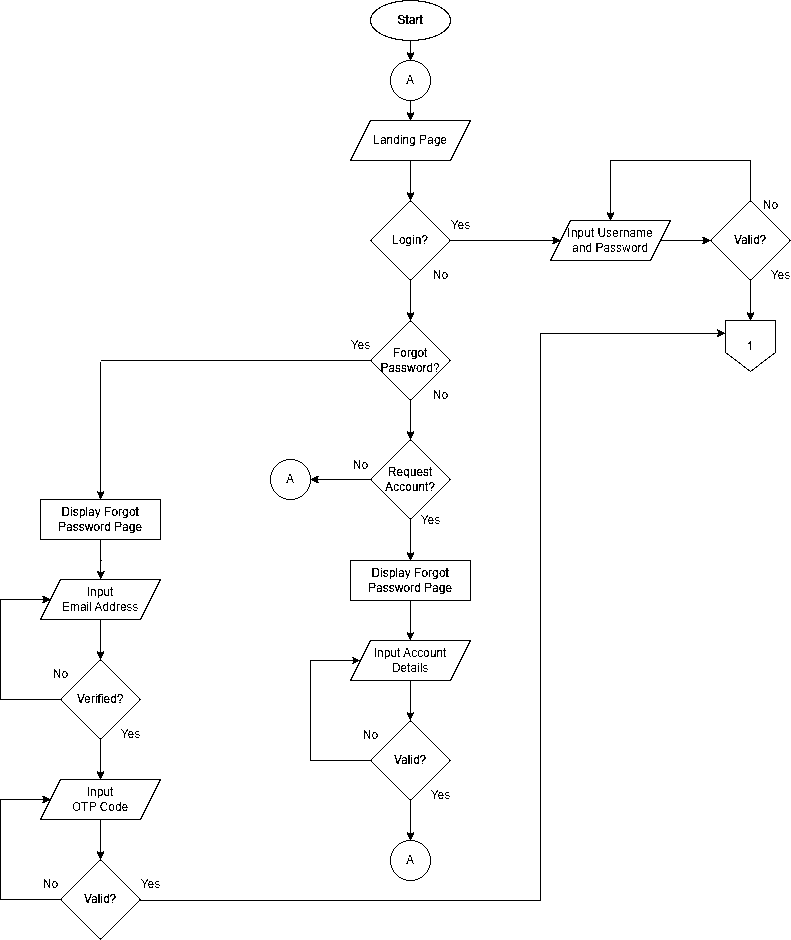 Start
A
Landing Page
Login?
Yes
Input Username
and Password
Valid?
No
Yes
No
1
Forgot
Password?
Yes
No
Request
Account?
No
A
Yes
Display Forgot
Password Page
Display Forgot
Password Page
Input
Email Address
Input Account
Details
No
Verified?
Yes
No
Valid?
Yes
Input
OTP Code
A
No
Valid?
Yes